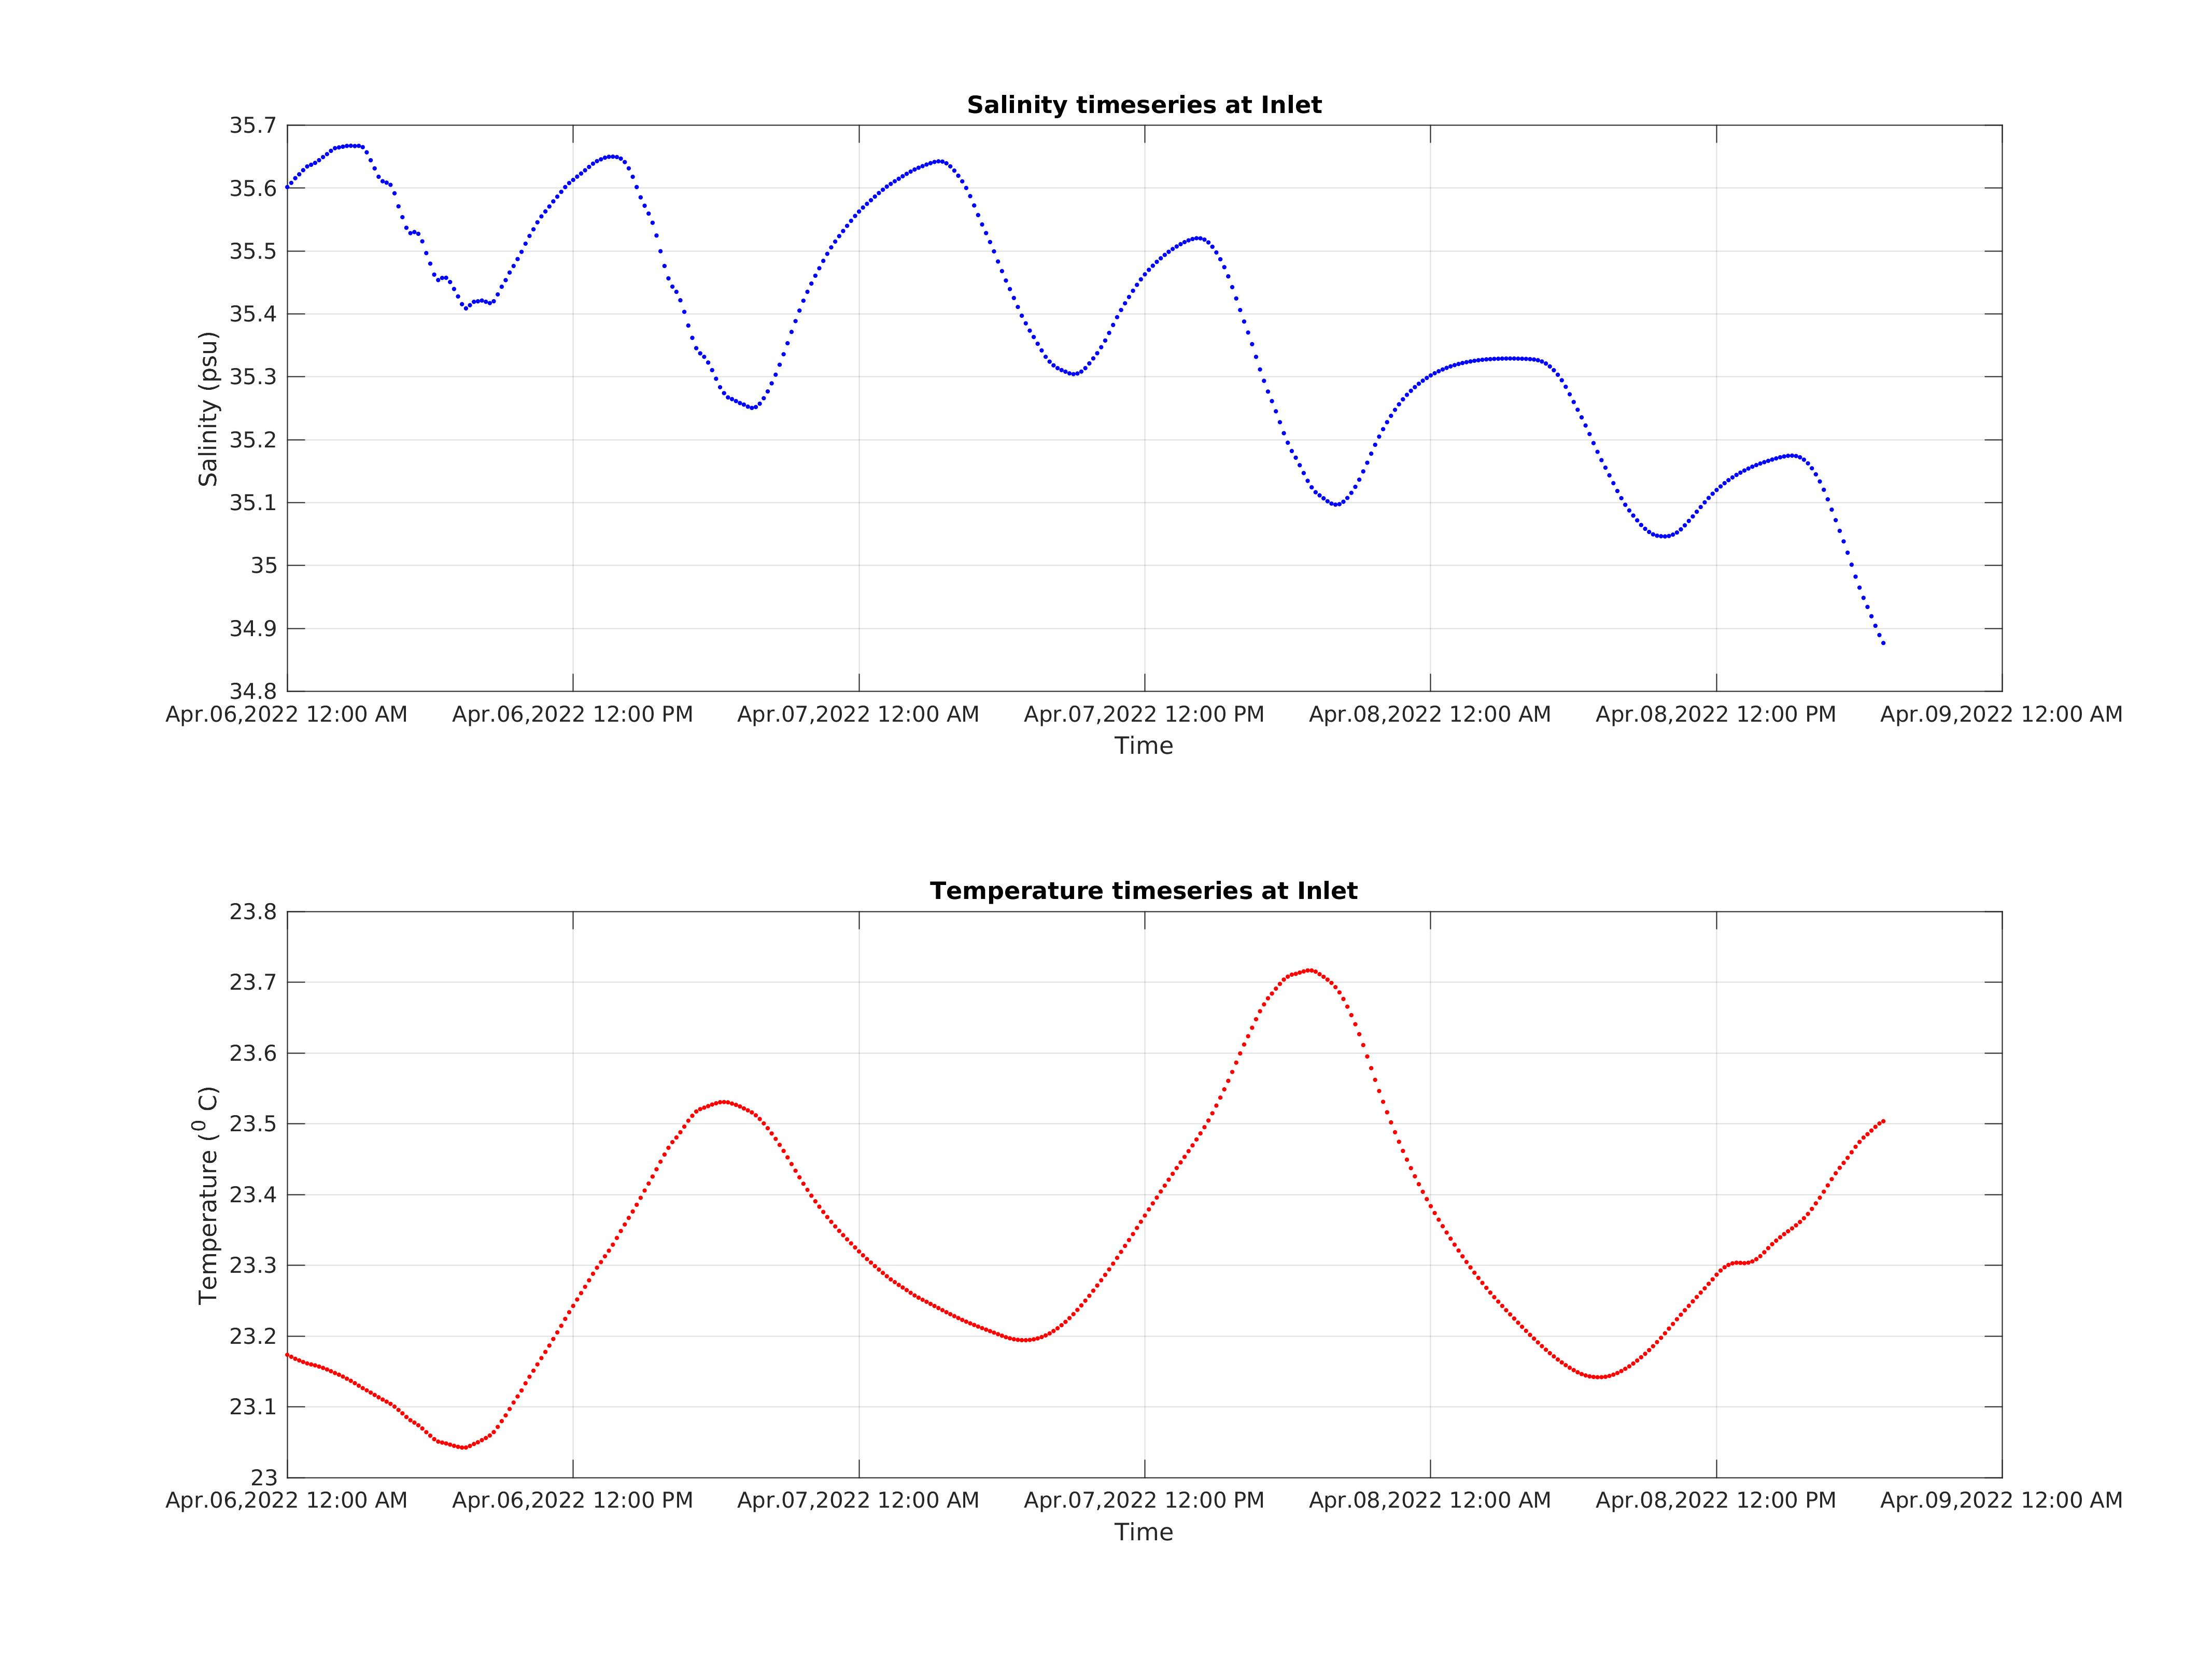 Salinity timeseries at Inlet
Salinity (psu)
35.7
35.6
35.5
35.4
35.3
35.2
35.1
35
34.9
34.8
Apr.06,2022 12:00 AM Apr.06,2022 12:00 PM Apr.07,2022 12:00 AM Apr.07,2022 12:00 PM Apr.08,2022 12:00 AM Apr.08,2022 12:00 PM Apr.09,2022 12:00 AM
Time
Temperature timeseries at Inlet
Temperature (⁰ C)
23.8
23.7
23.6
23.5
23.4
23.3
23.2
23.1
23
Apr.06,2022 12:00 AM Apr.06,2022 12:00 PM Apr.07,2022 12:00 AM Apr.07,2022 12:00 PM Apr.08,2022 12:00 AM Apr.08,2022 12:00 PM Apr.09,2022 12:00 AM
Time